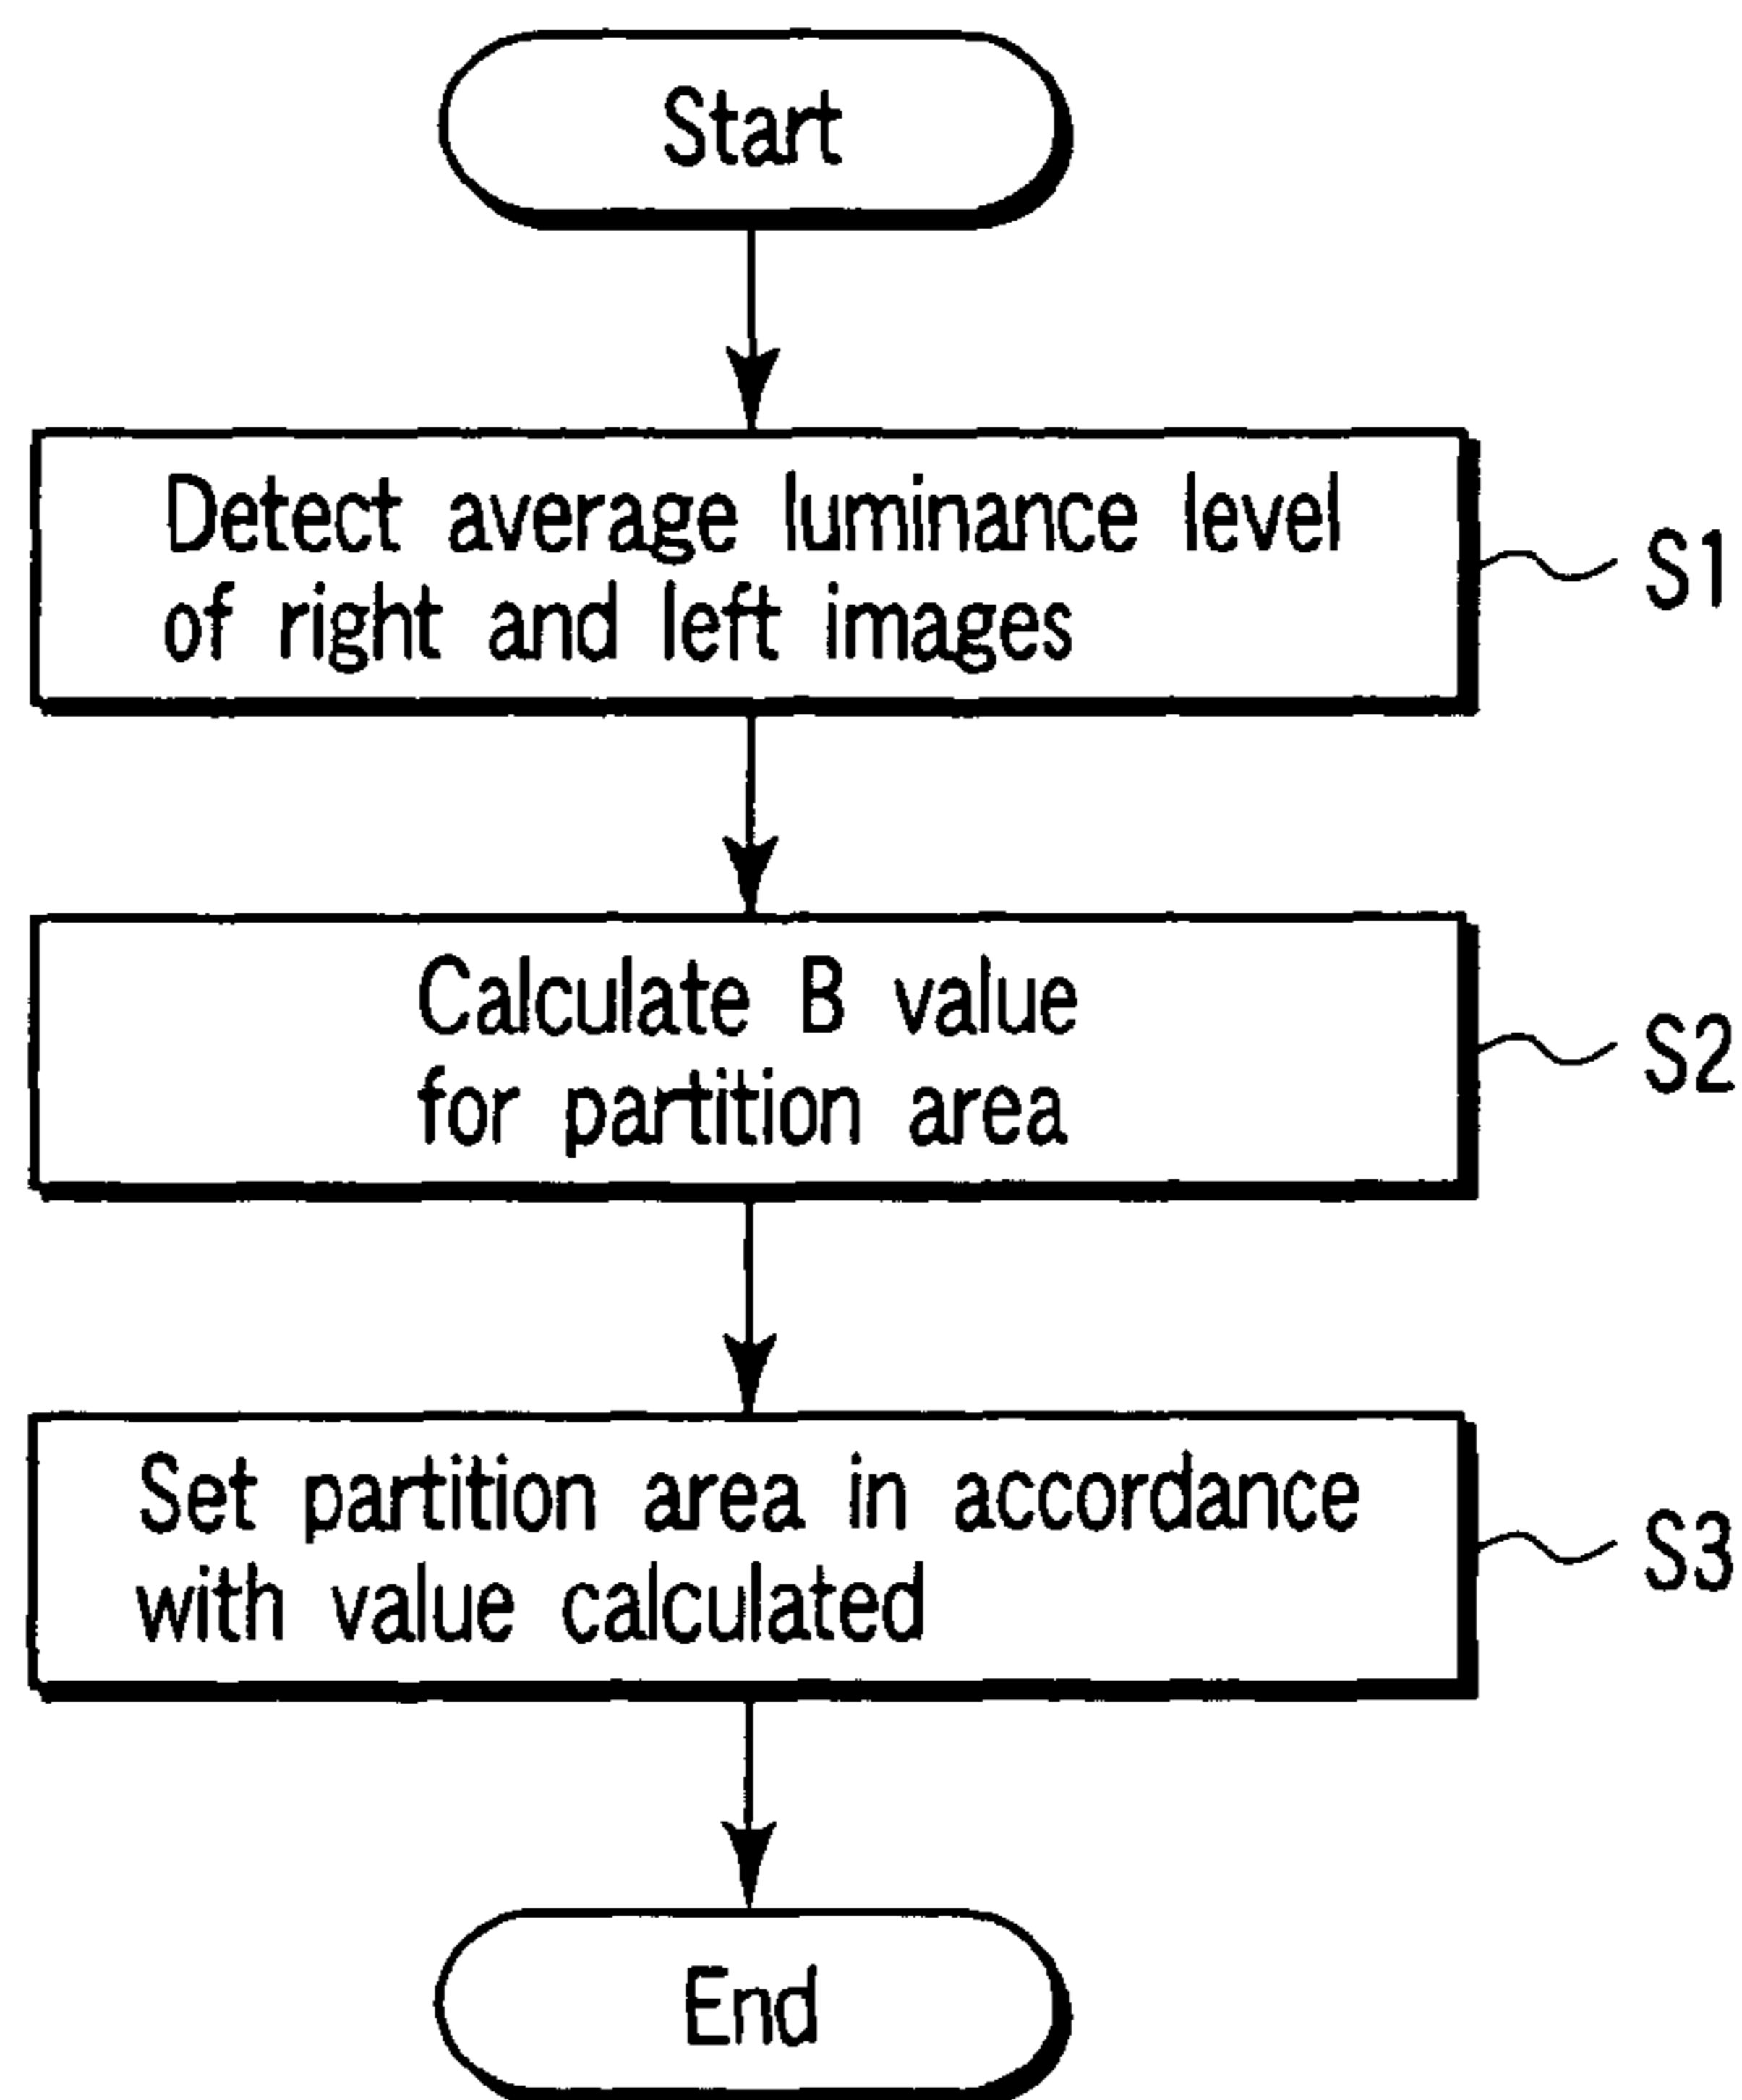 Start
Detect average luminance level
of right and left images
S1
Calculate B value
for partition area
S2
Set partition area in accordance
with value calculated
S3
End